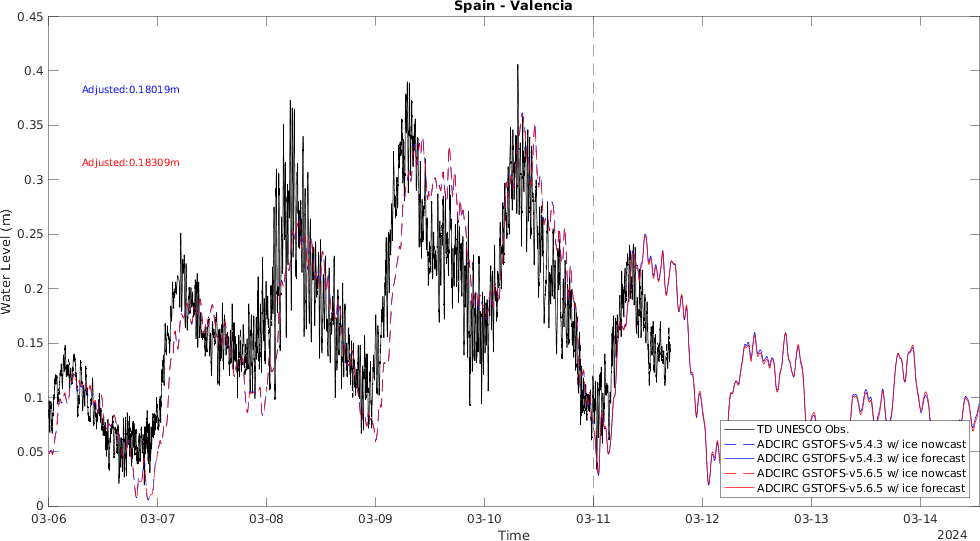 Spain - Valencia
0.45
0.4
0.35
0.3
0.25
0.2
0.15
0.1
0.05
0
Water Level (m)
Adjusted:0.18019m
Adjusted:0.18309m
TD UNESCO Obs.
ADCIRC GSTOFS-v5.4.3 w/ ice nowcast
ADCIRC GSTOFS-v5.4.3 w/ ice forecast
ADCIRC GSTOFS-v5.6.5 w/ ice nowcast
ADCIRC GSTOFS-v5.6.5 w/ ice forecast
03-06 03-07 03-08 03-09 03-10 03-11 03-12 03-13 03-14
Time
2024